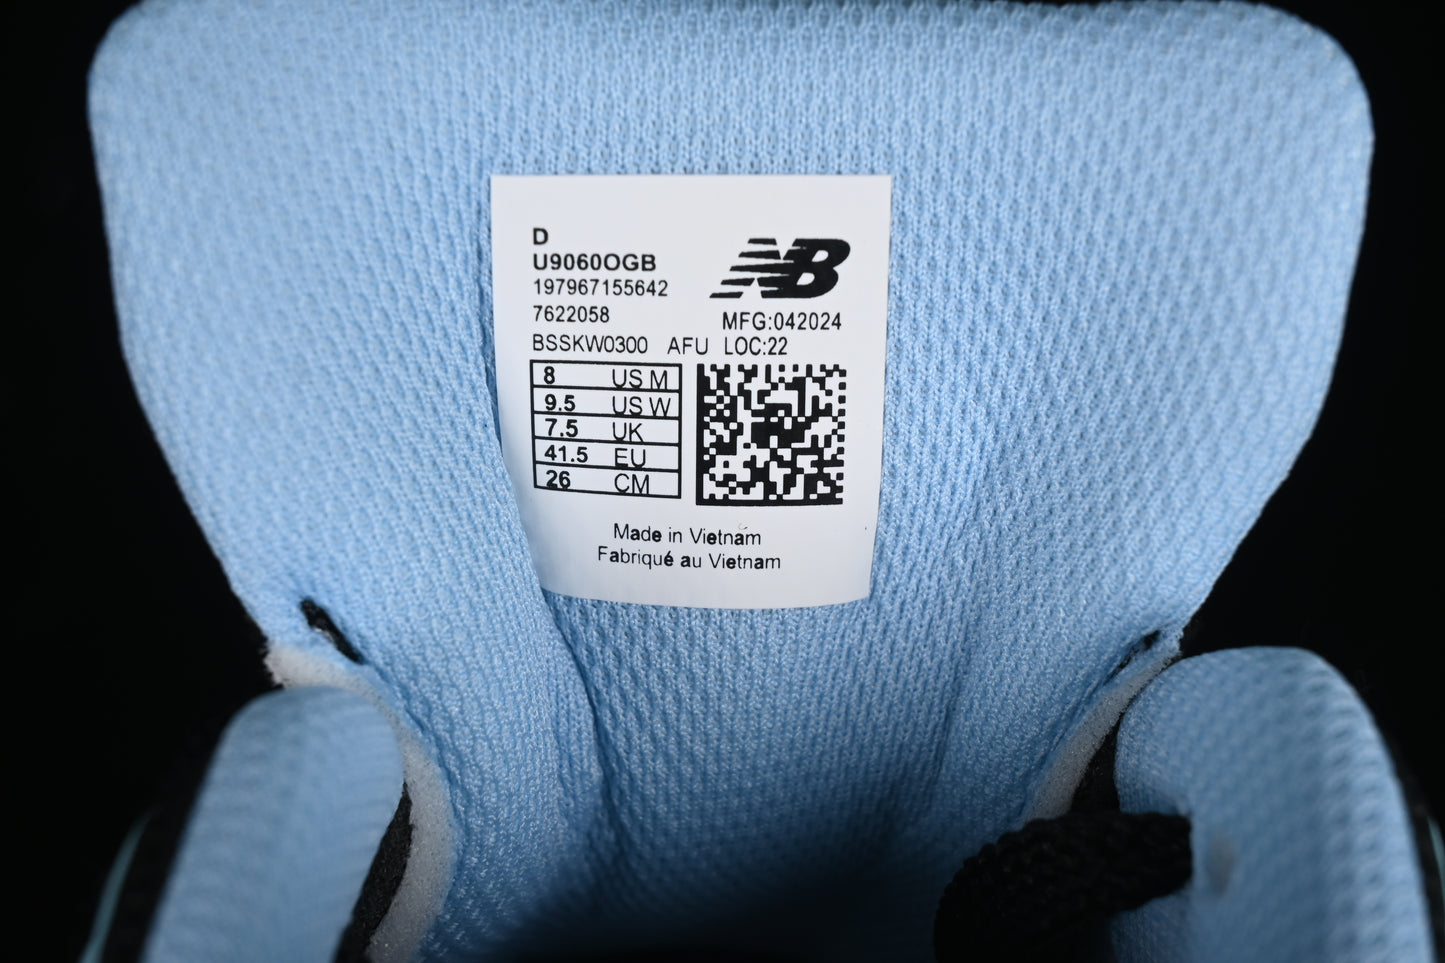 D
U9060OGB
197967155642
7622058
BSSKW0300 AFU
NB
MFG:042024
LOC:22
8 US M
9.5 US W
7.5 UK
41.5 EU
26 CM
Made in Vietnam
Fabriqué au Vietnam